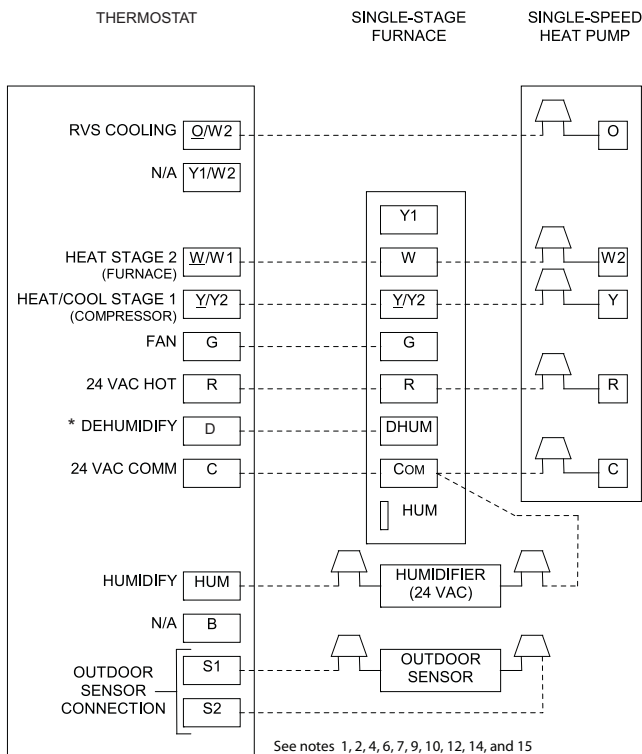 THERMOSTAT
SINGLE-STAGE
FURNACE
SINGLE-SPEED
HEAT PUMP
RVS COOLING O/W2 O
N/A Y1/W2
Y1
HEAT STAGE 2 W/W1 W W2
(FURNACE)
HEAT/COOL STAGE 1 Y/Y2 Y/Y2 Y
(COMPRESSOR)
FAN G G
24 VAC HOT R R R
* DEHUMIDIFY D DHUM
24 VAC COMM C COM C
HUM
HUMIDIFY HUM HUMIDIFIER
(24 VAC)
N/A B
OUTDOOR
SENSOR
CONNECTION
S1
S2
OUTDOOR
SENSOR
See notes 1, 2, 4, 6, 7, 9, 10, 12, 14, and 15